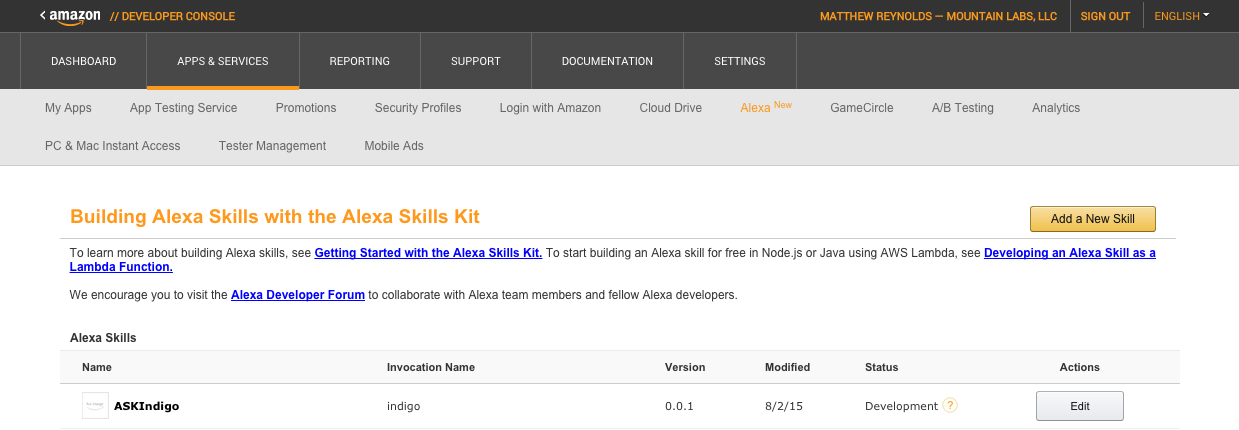 < amazon // DEVELOPER CONSOLE MATTHEW REYNOLDS — MOUNTAIN LABS, LLC SIGN OUT ENGLISH
DASHBOARD APPS & SERVICES REPORTING SUPPORT DOCUMENTATION SETTINGS
My Apps App Testing Service Promotions Security Profiles Login with Amazon Cloud Drive Alexa New GameCircle A/B Testing Analytics
PC & Mac Instant Access Tester Management Mobile Ads
Building Alexa Skills with the Alexa Skills Kit Add a New Skill
To learn more about building Alexa skills, see Getting Started with the Alexa Skills Kit. To start building an Alexa skill for free in Node.js or Java using AWS Lambda, see Developing an Alexa Skill as a
Lambda Function.
We encourage you to visit the Alexa Developer Forum to collaborate with Alexa team members and fellow Alexa developers.
Alexa Skills
Name Invocation Name Version Modified Status Actions
ASKIndigo indigo 0.0.1 8/2/15 Development ? Edit